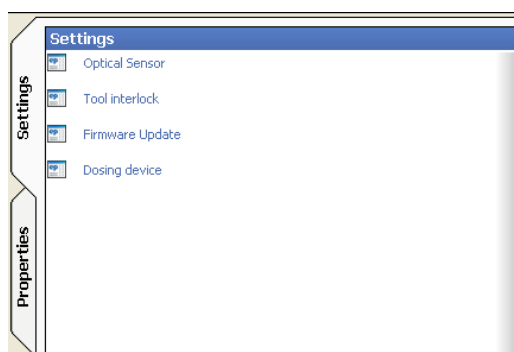 Settings
Settings
Optical Sensor
Tool interlock
Firmware Update
Dosing device
Properties